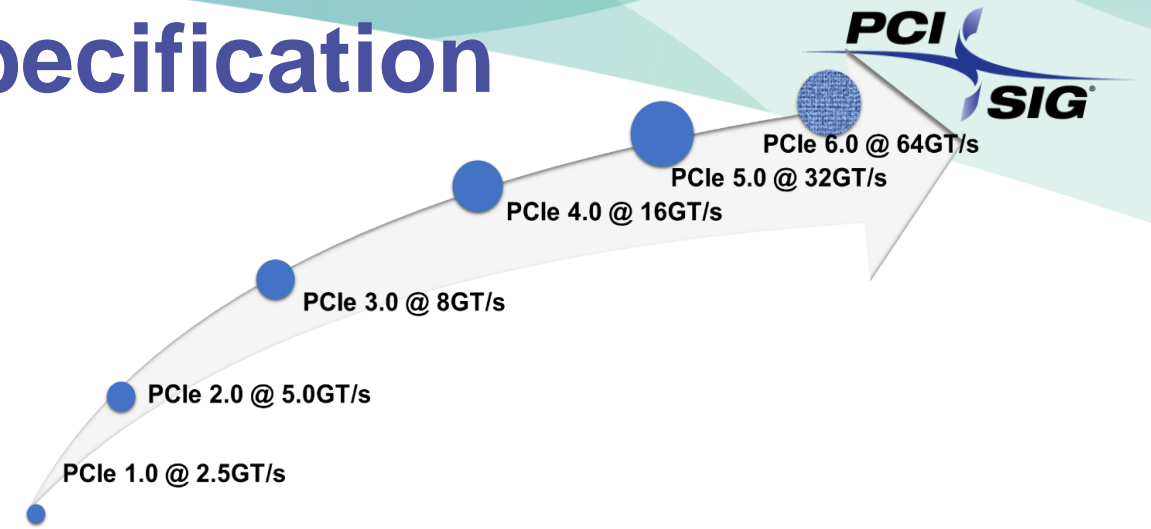 pecification
PCI
SIG
PCIe 6.0 @ 64GT/s
PCIe 5.0 @ 32GT/s
PCIe 4.0 @ 16GT/s
PCIe 3.0 @ 8GT/s
PCIe 2.0 @ 5.0GT/s
PCIe 1.0 @ 2.5GT/s